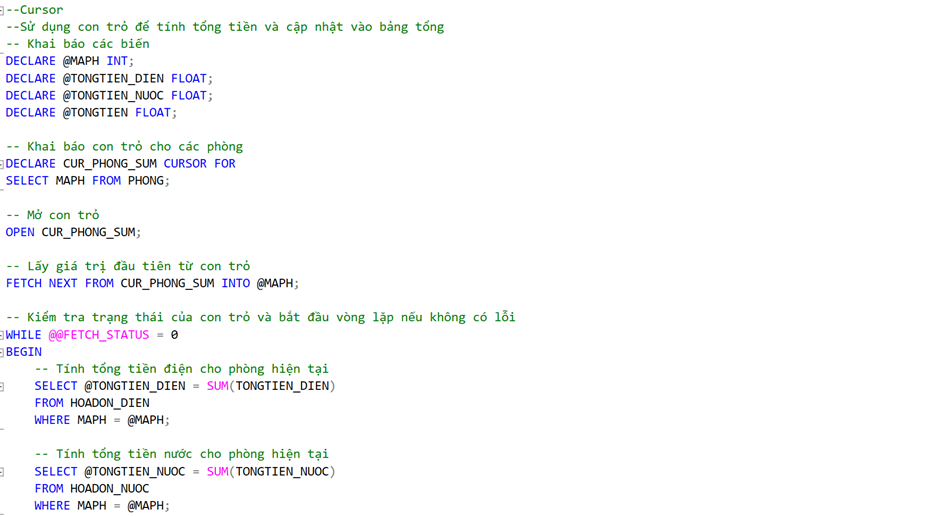 --Cursor
--Sử dụng con trỏ để tính tổng tiền và cập nhật vào bảng tổng
-- Khai báo các biến
DECLARE @MAPH INT;
DECLARE @TONGTIEN_DIEN FLOAT;
DECLARE @TONGTIEN_NUOC FLOAT;
DECLARE @TONGTIEN FLOAT;
-- Khai báo con trỏ cho các phòng
DECLARE CUR_PHONG_SUM CURSOR FOR
SELECT MAPH FROM PHONG;
-- Mở con trỏ
OPEN CUR_PHONG_SUM;
-- Lấy giá trị đầu tiên từ con trỏ
FETCH NEXT FROM CUR_PHONG_SUM INTO @MAPH;
-- Kiểm tra trạng thái của con trỏ và bắt đầu vòng lặp nếu không có lỗi
WHILE @@FETCH_STATUS = 0
BEGIN
    -- Tính tổng tiền điện cho phòng hiện tại
    SELECT @TONGTIEN_DIEN = SUM(TONGTIEN_DIEN)
    FROM HOADON_DIEN
    WHERE MAPH = @MAPH;
    -- Tính tổng tiền nước cho phòng hiện tại
    SELECT @TONGTIEN_NUOC = SUM(TONGTIEN_NUOC)
    FROM HOADON_NUOC
    WHERE MAPH = @MAPH;